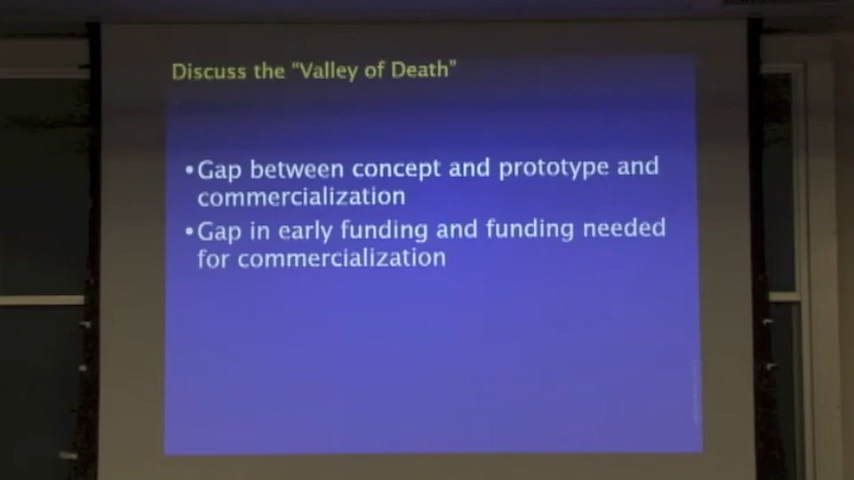 Discuss the "Valley of Death"
•Gap between concept and prototype and
commercialization
•Gap in early funding and funding needed
for commercialization